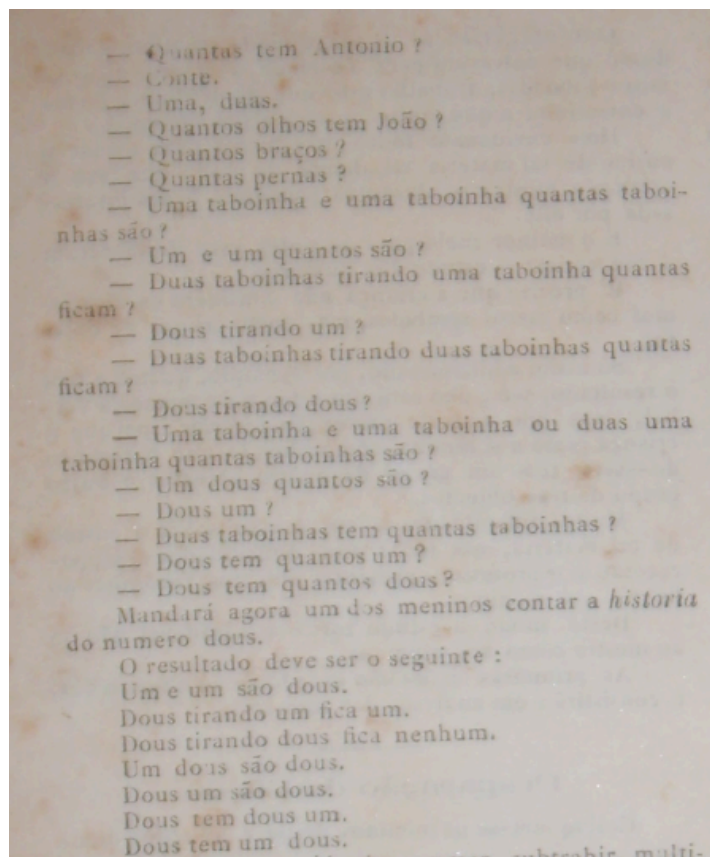 — Quantas tem Antonio ?
— Conte.
— Uma, duas.
— Quantos olhos tem João ?
— Quantos braços ?
— Quantas pernas ?
— Uma taboinha e uma taboinha quantas taboi-
nhas são ?
— Um e um quantos são ?
— Duas taboinhas tirando uma taboinha quantas
ficam ?
— Dous tirando um ?
— Duas taboinhas tirando duas taboinhas quantas
ficam ?
— Dous tirando dous ?
— Uma taboinha e uma taboinha ou duas uma
taboinha quantas taboinhas são ?
— Um dous quantos são ?
— Dous um ?
— Duas taboinhas tem quantas taboinhas ?
— Dous tem quantos um ?
— Dous tem quantos dous ?
Mandará agora um dos meninos contar a historia
do numero dous.
O resultado deve ser o seguinte :
Um e um são dous.
Dous tirando um fica um.
Dous tirando dous fica nenhum.
Um dous são dous.
Dous um são dous.
Dous tem dous um.
Dous tem um dous.
subtrahir multi-